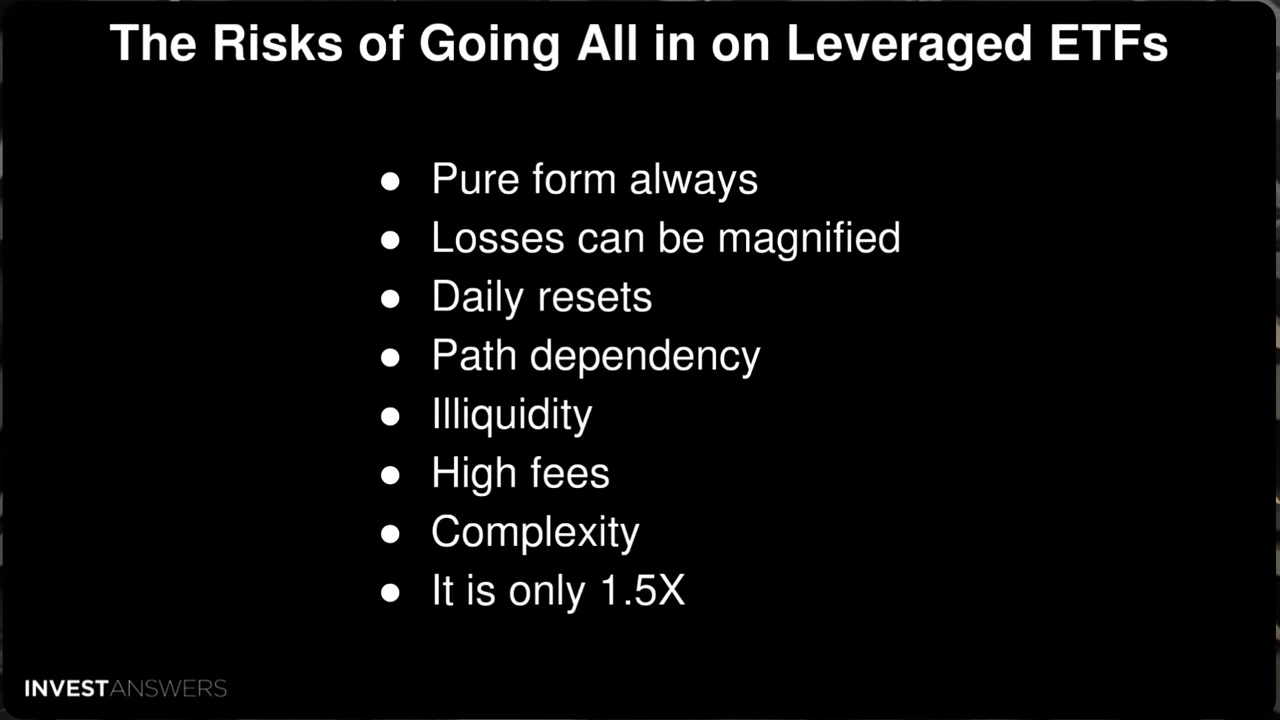 The Risks of Going All in on Leveraged ETFs
● Pure form always
● Losses can be magnified
● Daily resets
● Path dependency
● Illiquidity
● High fees
● Complexity
● It is only 1.5X
INVESTANSWERS